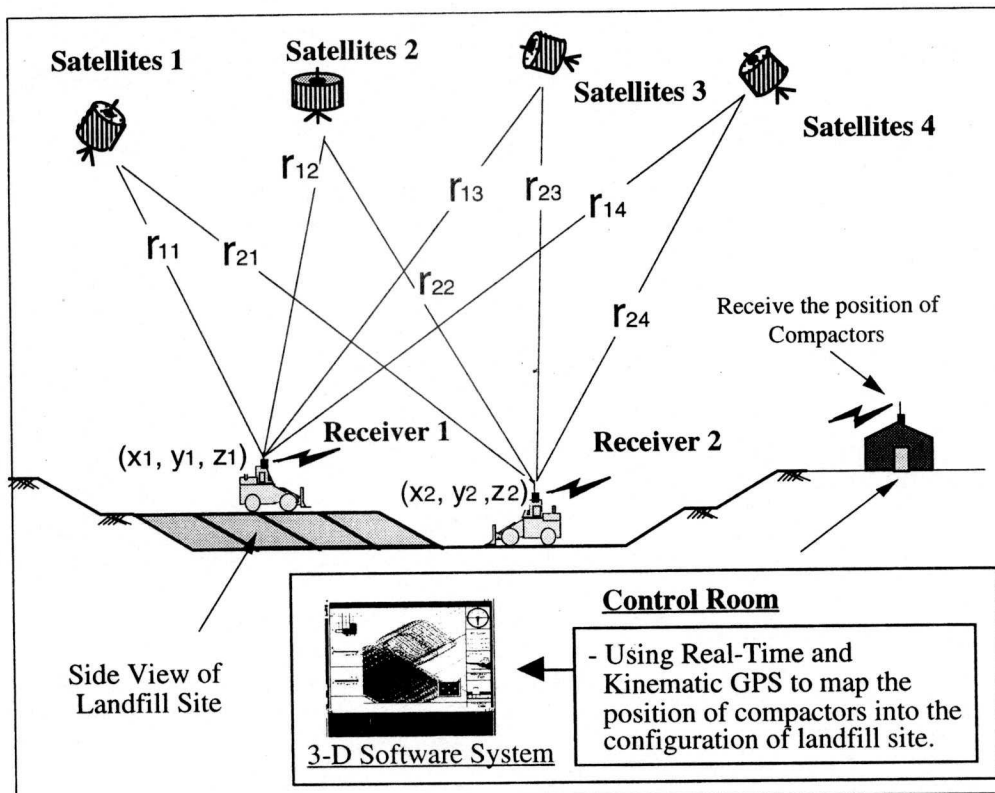 Satellites 1
Satellites 2
Satellites 3
Satellites 4
r12
r13
r23
r14
r11
r21
r22
r24
Receive the position of
Compactors
Receiver 1
Receiver 2
(x1, y1, z1)
(x2, y2 ,z2)
Side View of
Landfill Site
Control Room
- Using Real-Time and
Kinematic GPS to map the
position of compactors into the
configuration of landfill site.
3-D Software System